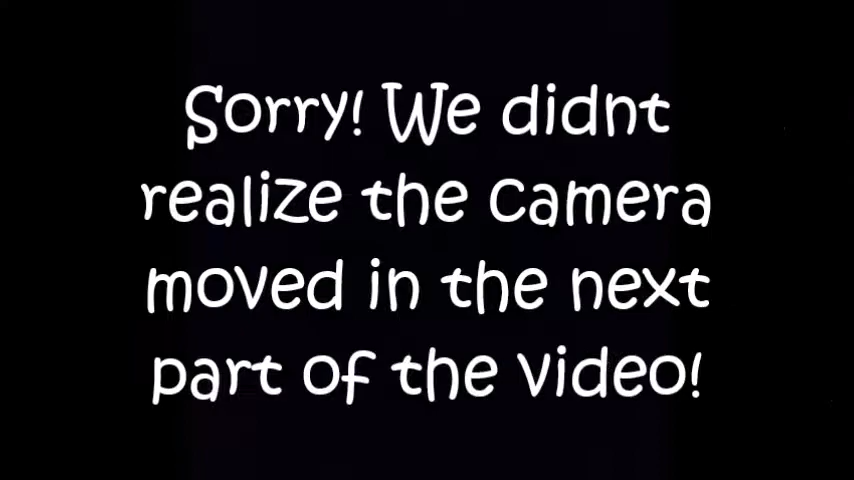 Sorry! We didnt
realize the camera
moved in the next
part of the video!